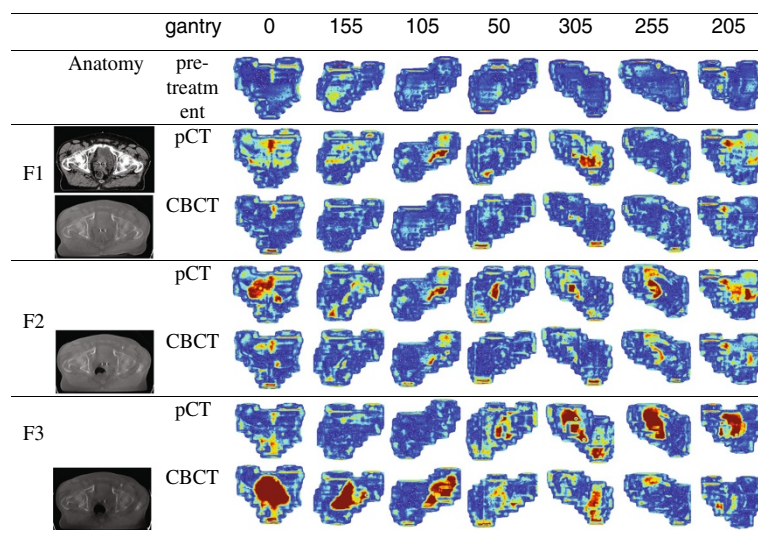 gantry 0 155 105 50 305 255 205
Anatomy pre-
treatm
ent
pCT
F1
CBCT
pCT
F2
CBCT
pCT
F3
CBCT